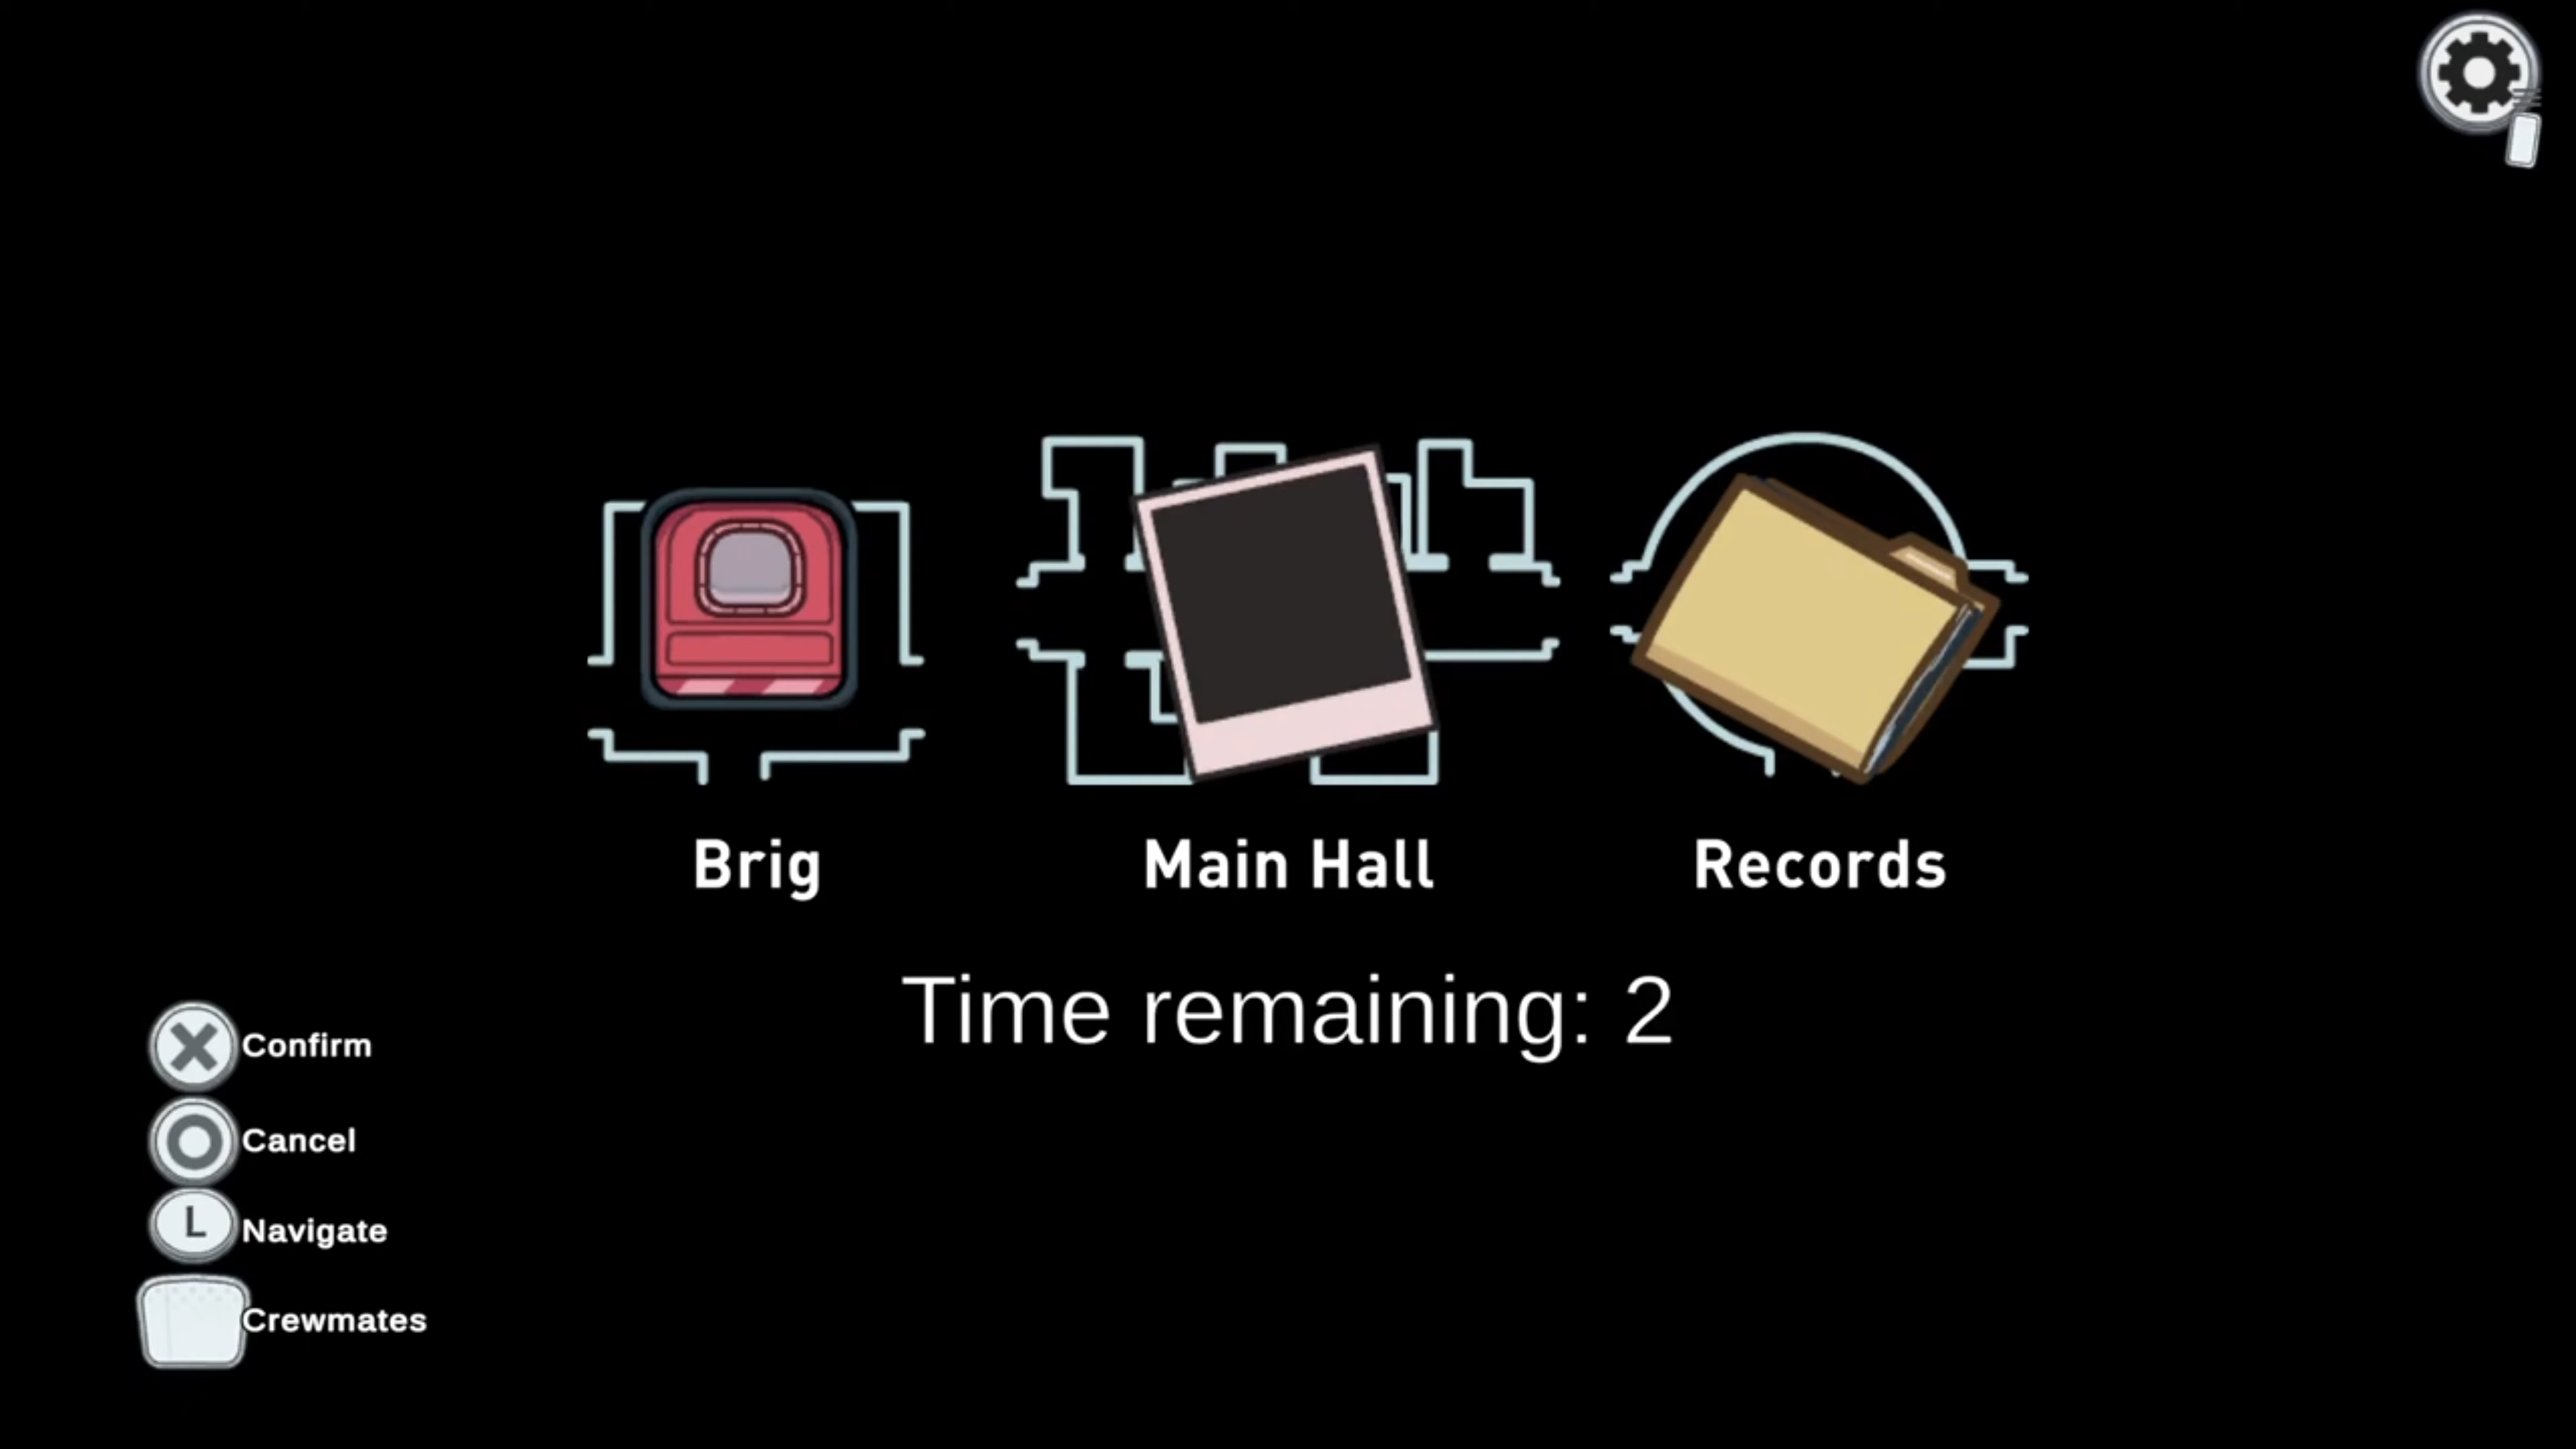 Brig
Main Hall
Records
Time remaining: 2
Confirm
Cancel
L
Navigate
Crewmates